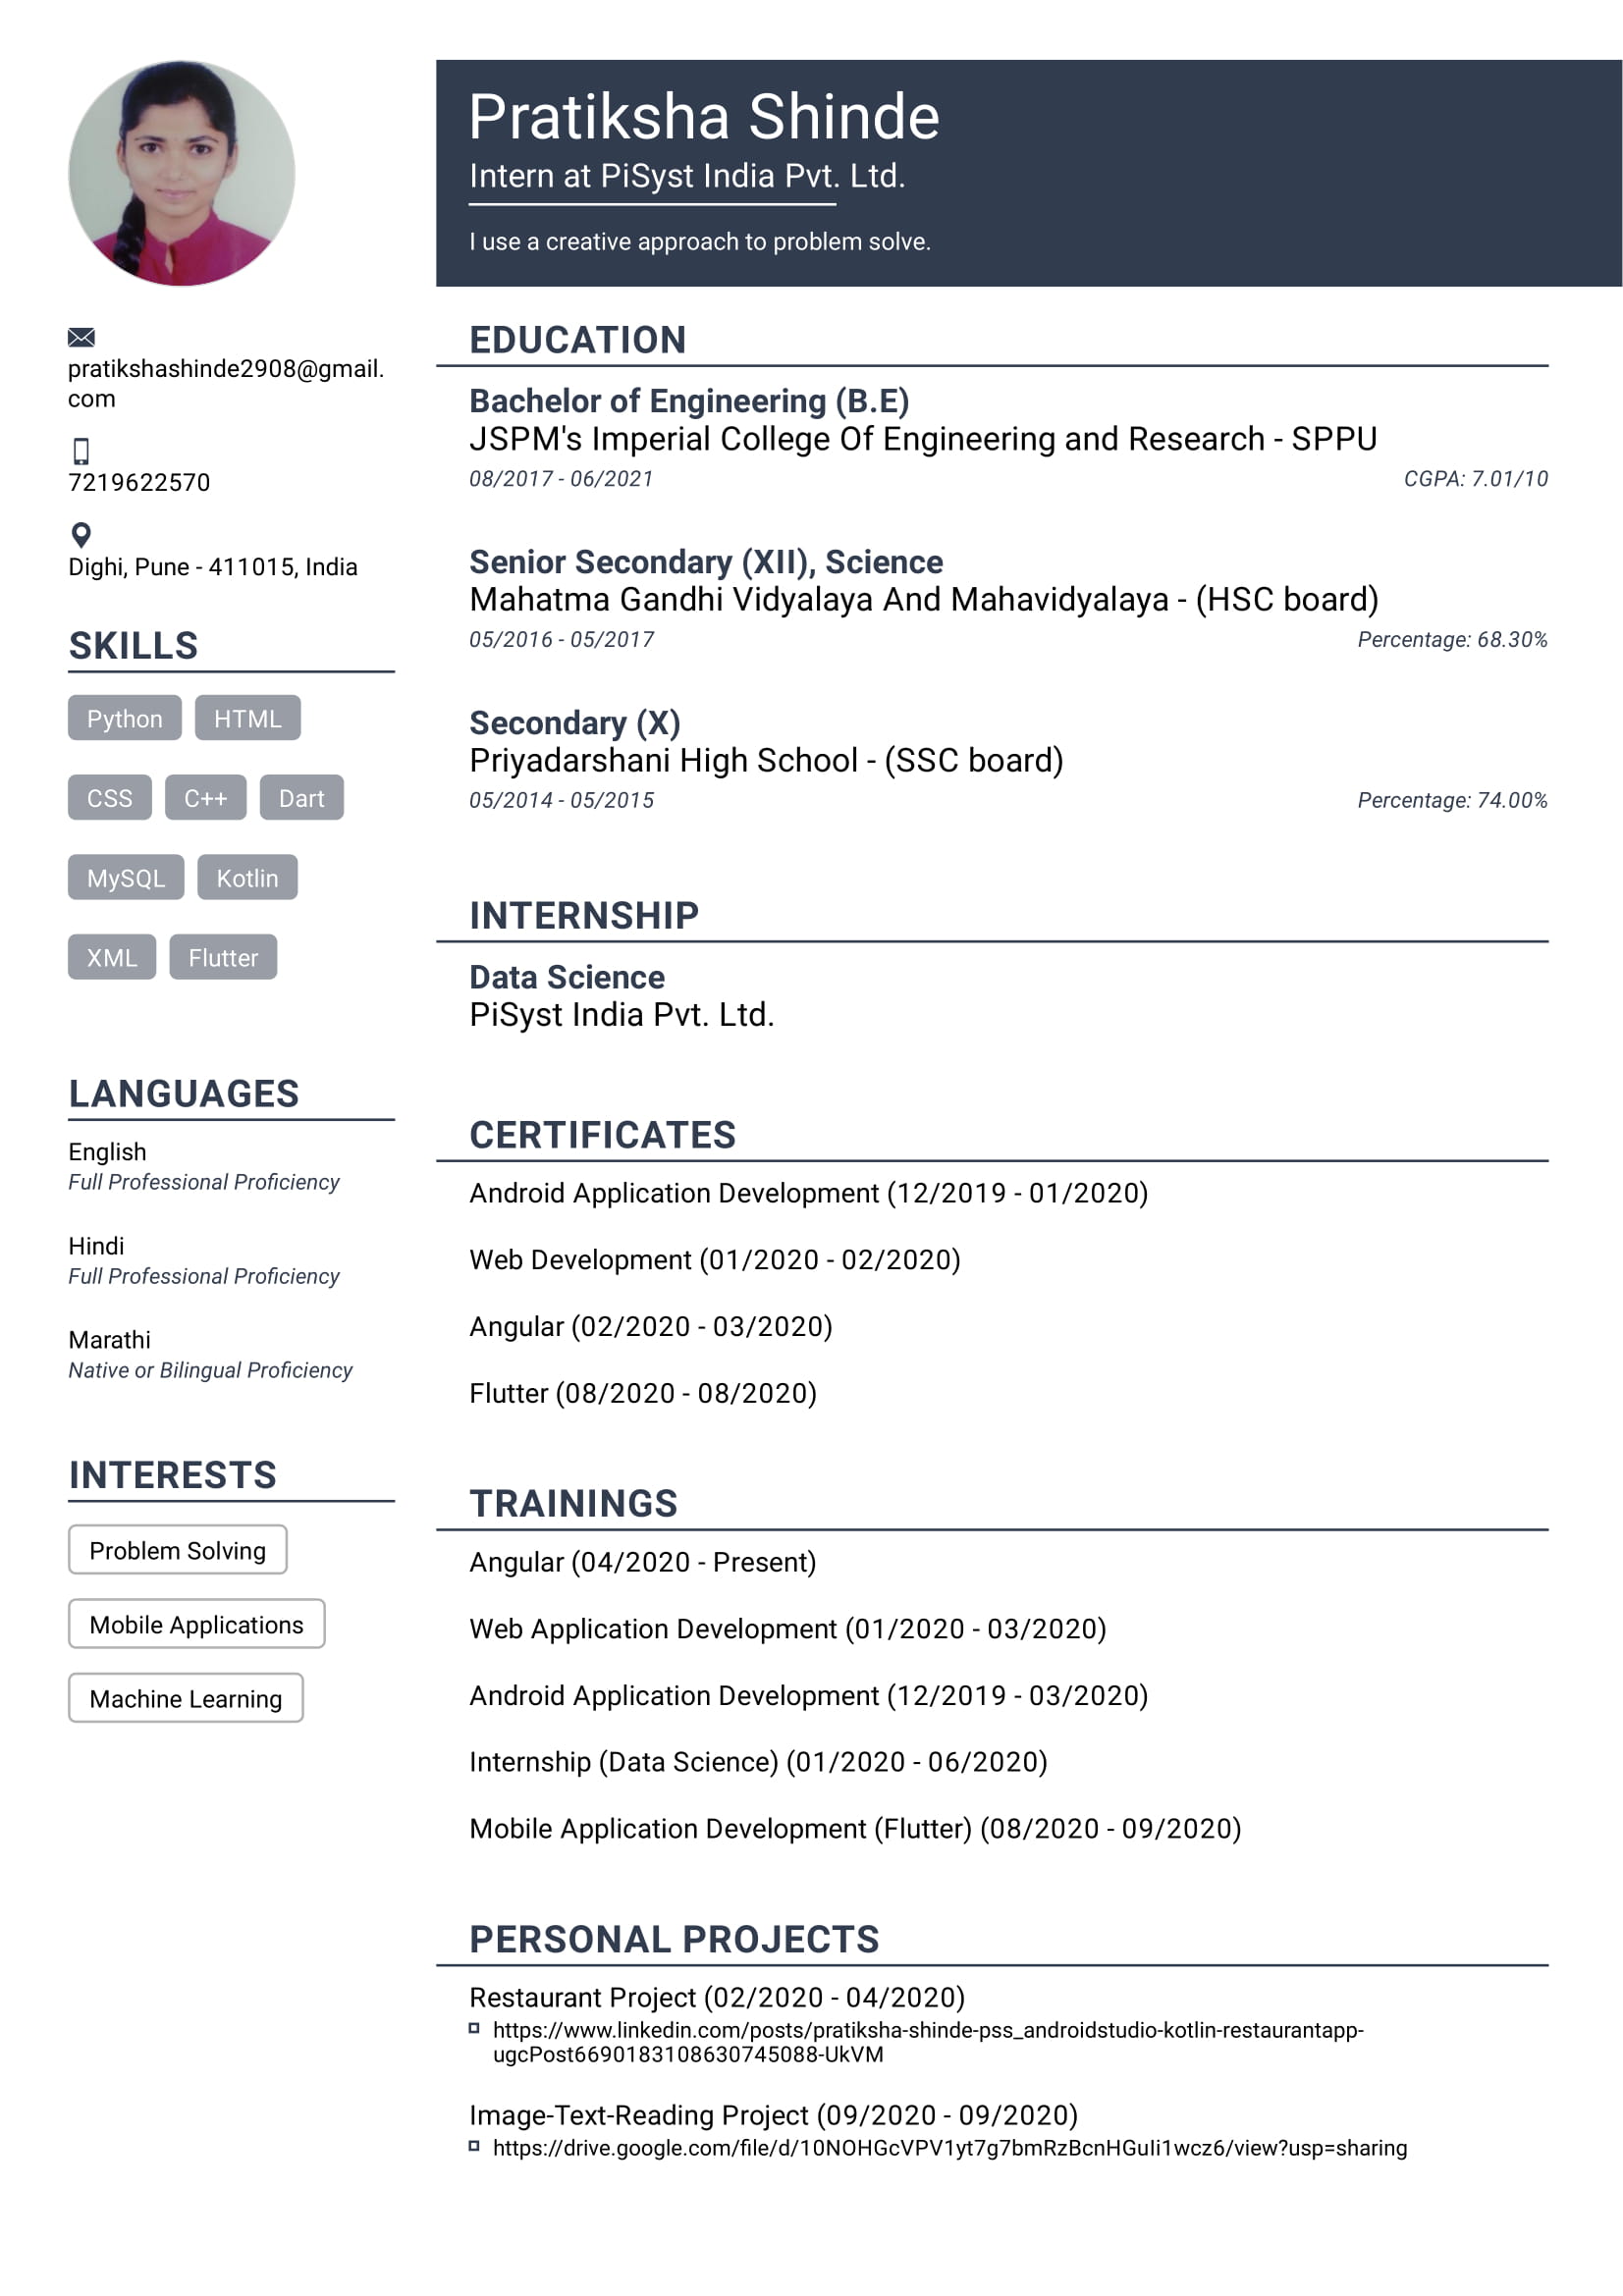 Pratiksha Shinde
Intern at PiSyst India Pvt. Ltd.
I use a creative approach to problem solve.
pratikshashinde2908@gmail.
com
7219622570
Dighi, Pune - 411015, India
SKILLS
Python HTML
CSS C++ Dart
MySQL Kotlin
XML Flutter
LANGUAGES
English
Full Professional Proficiency
Hindi
Full Professional Proficiency
Marathi
Native or Bilingual Proficiency
INTERESTS
Problem Solving
Mobile Applications
Machine Learning
EDUCATION
Bachelor of Engineering (B.E)
JSPM's Imperial College Of Engineering and Research - SPPU
08/2017 - 06/2021 CGPA: 7.01/10
Senior Secondary (XII), Science
Mahatma Gandhi Vidyalaya And Mahavidyalaya - (HSC board)
05/2016 - 05/2017 Percentage: 68.30%
Secondary (X)
Priyadarshani High School - (SSC board)
05/2014 - 05/2015 Percentage: 74.00%
INTERNSHIP
Data Science
PiSyst India Pvt. Ltd.
CERTIFICATES
Android Application Development (12/2019 - 01/2020)
Web Development (01/2020 - 02/2020)
Angular (02/2020 - 03/2020)
Flutter (08/2020 - 08/2020)
TRAININGS
Angular (04/2020 - Present)
Web Application Development (01/2020 - 03/2020)
Android Application Development (12/2019 - 03/2020)
Internship (Data Science) (01/2020 - 06/2020)
Mobile Application Development (Flutter) (08/2020 - 09/2020)
PERSONAL PROJECTS
Restaurant Project (02/2020 - 04/2020)
https://www.linkedin.com/posts/pratiksha-shinde-pss_androidstudio-kotlin-restaurantapp-
ugcPost6690183108630745088-UkVM
Image-Text-Reading Project (09/2020 - 09/2020)
https://drive.google.com/file/d/10NOHGcVPV1yt7g7bmRzBcnHGuIi1wcz6/view?usp=sharing